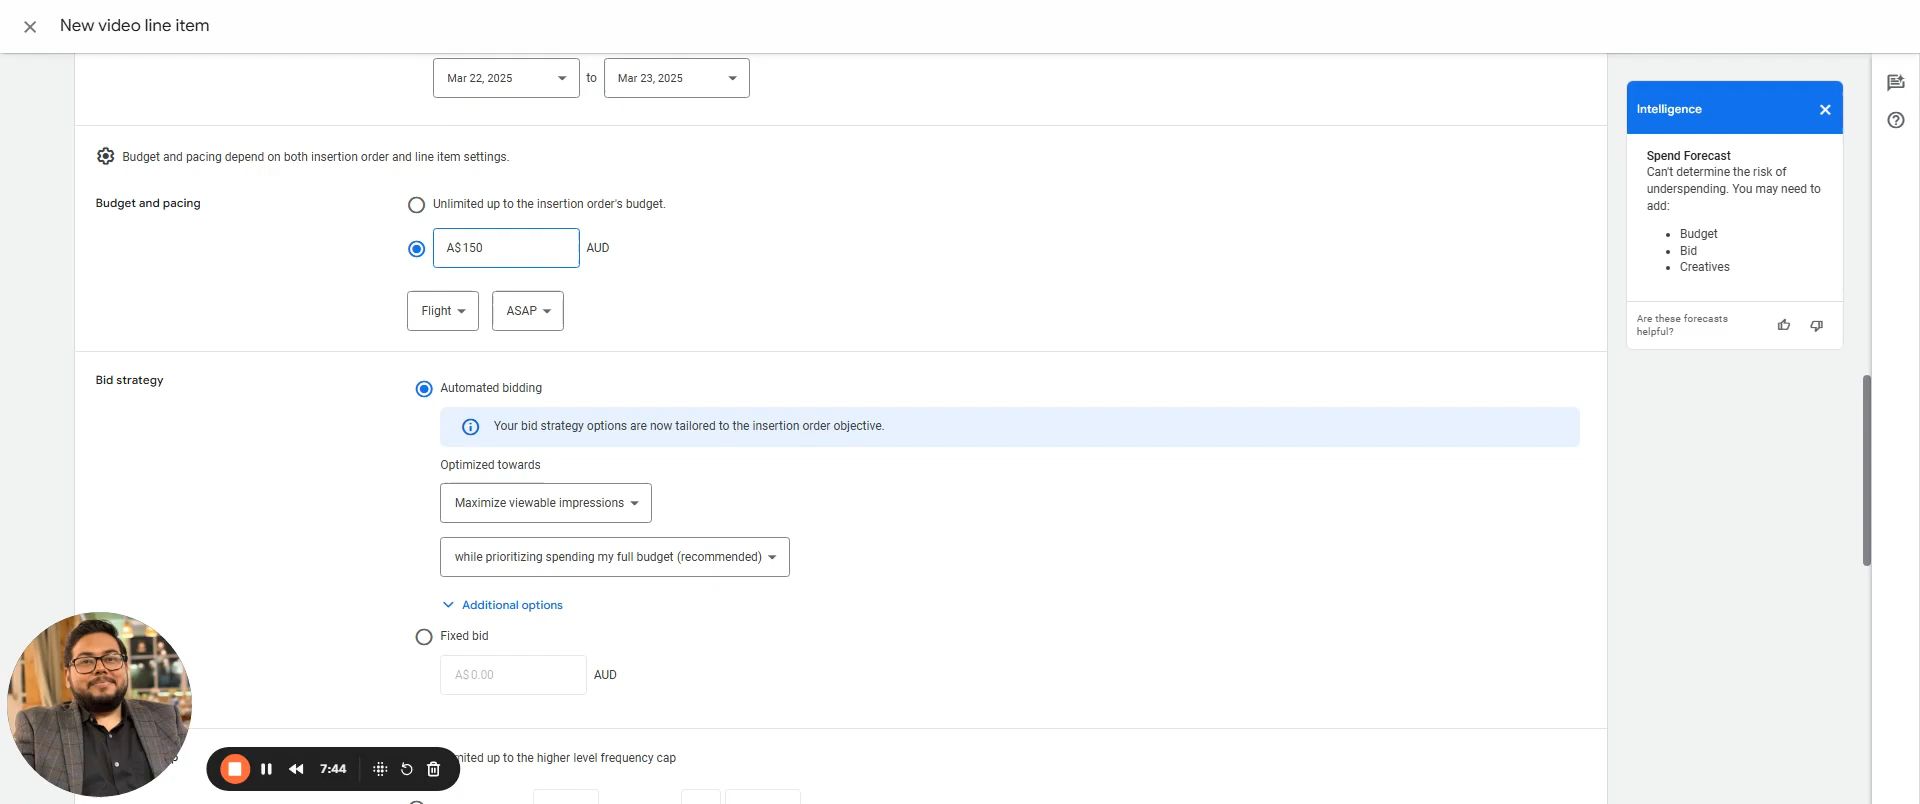 New video line item
Mar 22, 2025 to Mar 23, 2025
Budget and pacing depend on both insertion order and line item settings.
Budget and pacing
Unlimited up to the insertion order's budget.
A$ 150 AUD
Flight ASAP
Bid strategy
Automated bidding
Your bid strategy options are now tailored to the insertion order objective.
Optimized towards
Maximize viewable impressions
while prioritizing spending my full budget (recommended)
Additional options
Fixed bid
A$ 0.00 AUD
mited up to the higher level frequency cap
7:44
Intelligence
Spend Forecast
Can't determine the risk of
underspending. You may need to
add:
• Budget
• Bid
• Creatives
Are these forecasts
helpful?